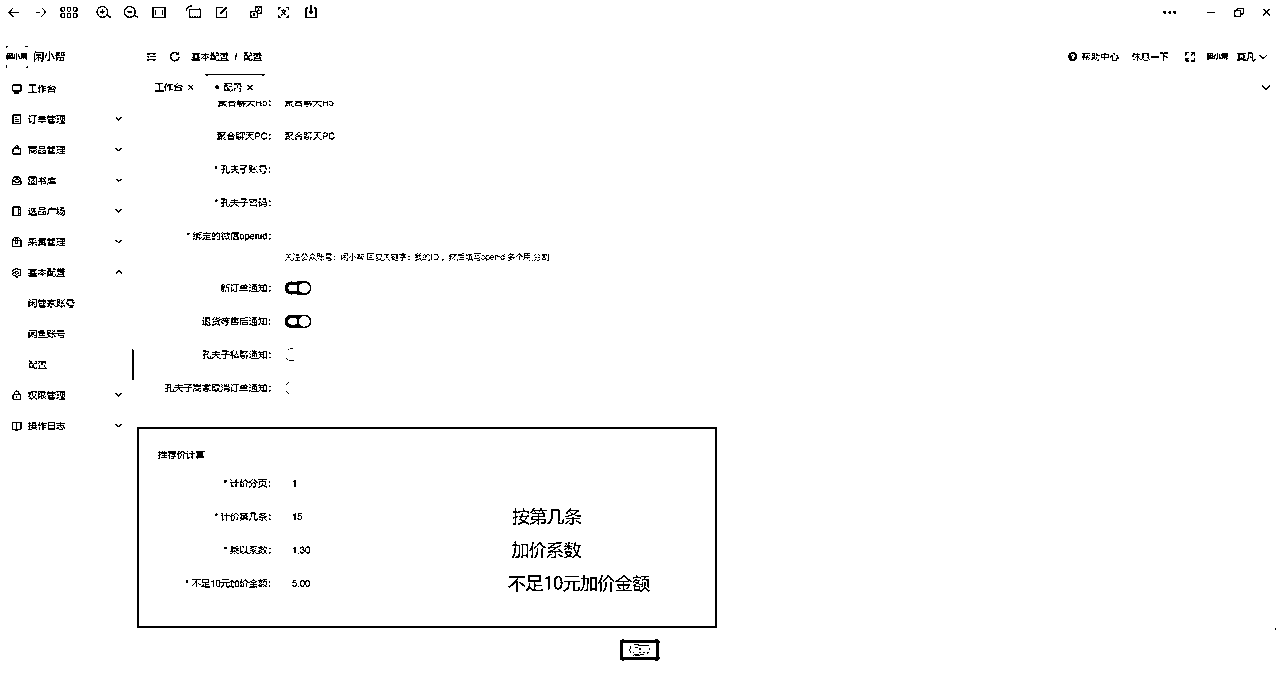 闲小帮 闲小帮
基本配置 / 配置
帮助中心 休息一下 闲小帮 莫凡
工作台
订单管理
商品管理
图书库
选品广场
采集管理
基本配置
闲管家账号
闲鱼账号
配置
权限管理
操作日志
工作台 × • 配置 ×
聚合聊天H5: 聚合聊天H5
聚合聊天PC: 聚合聊天PC
* 孔夫子账号:
* 孔夫子密码:
* 绑定的微信openid:
关注公众账号: 闲小帮 回复关键字: 我的ID , 然后填写openid 多个用,分割
新订单通知:
退货等售后通知:
孔夫子私聊通知:
孔夫子商家取消订单通知:
推荐价计算
* 计价分页: 1
* 计价第几条: 15 按第几条
* 乘以系数: 1.30 加价系数
* 不足10元加价金额: 5.00 不足10元加价金额